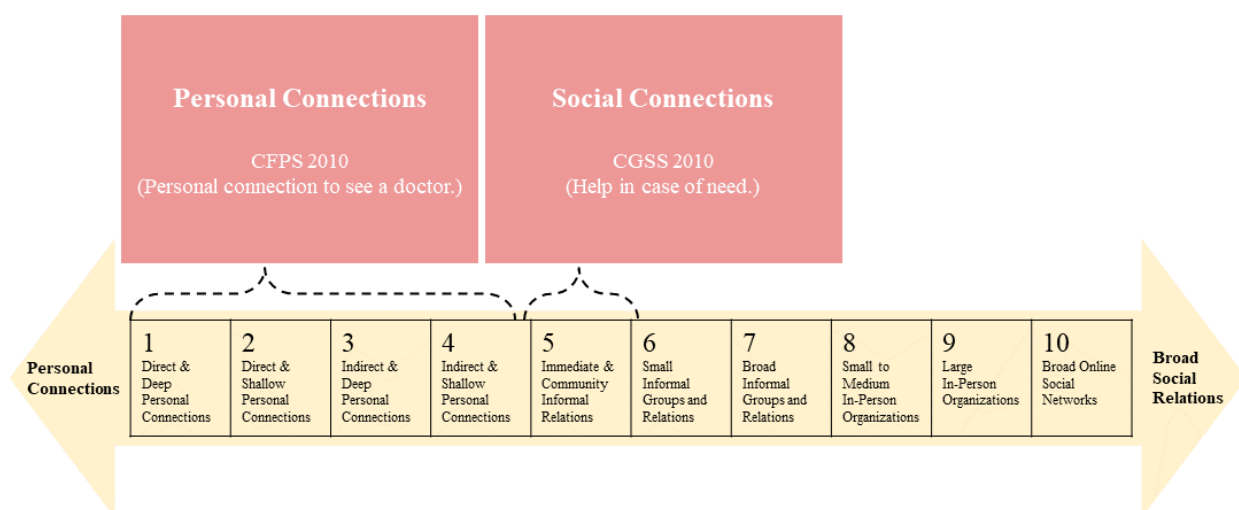 Personal Connections
CFPS 2010
(Personal connection to see a doctor.)
Social Connections
CGSS 2010
(Help in case of need.)
Personal
Connections
1
Direct &
Deep
Personal
Connections
2
Direct &
Shallow
Personal
Connections
3
Indirect &
Deep
Personal
Connections
4
Indirect &
Shallow
Personal
Connections
5
Immediate &
Community
Informal
Relations
6
Small
Informal
Groups and
Relations
7
Broad
Informal
Groups and
Relations
8
Small to
Medium
In-Person
Organizations
9
Large
In-Person
Organizations
10
Broad Online
Social
Networks
Broad
Social
Relations